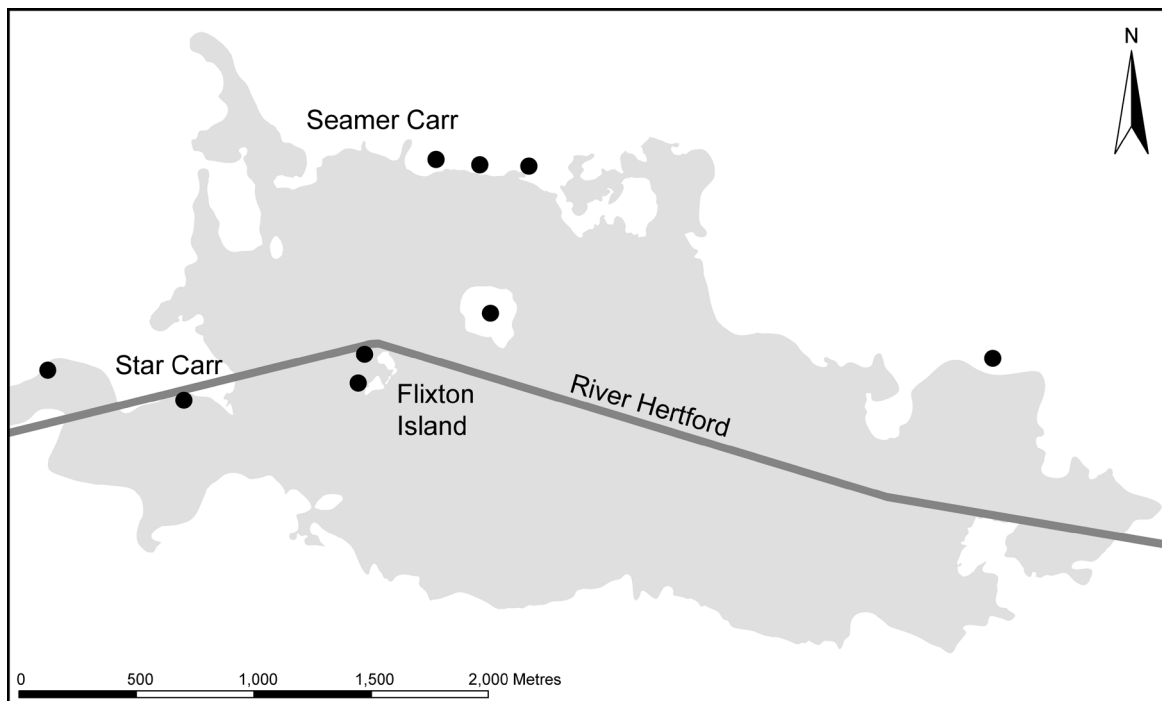 N
Seamer Carr
Star Carr
Flixton
Island
River Hertford
0 500 1,000 1,500 2,000 Metres